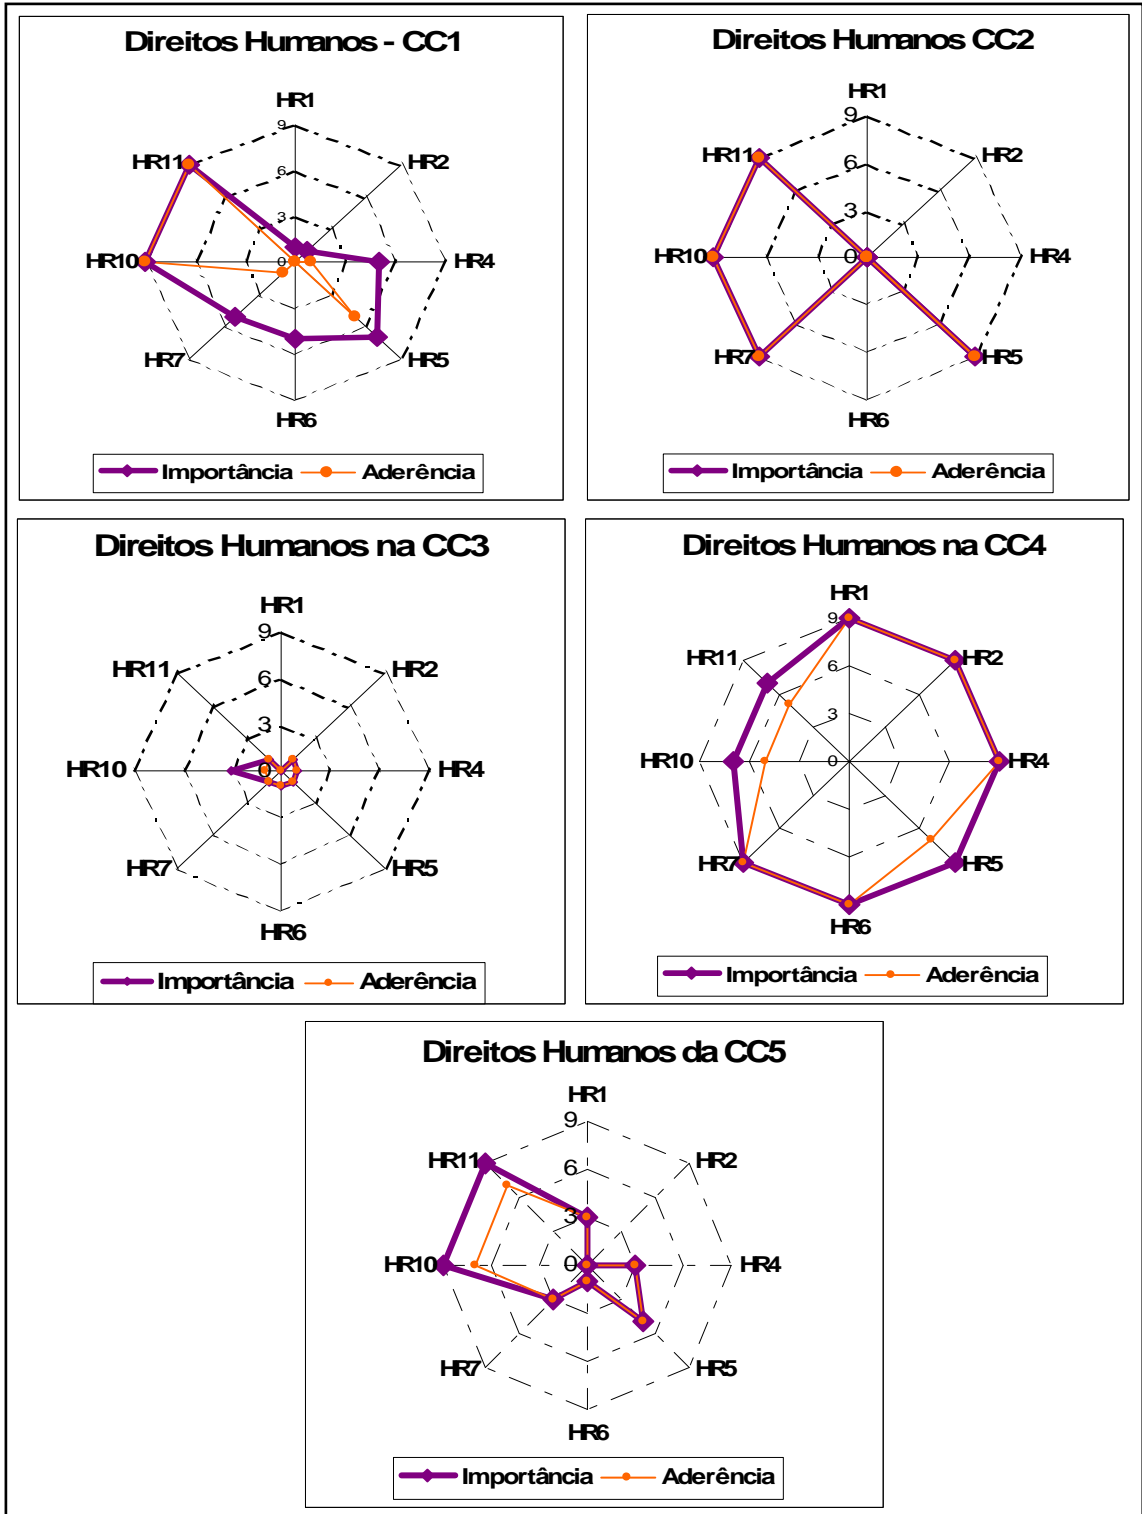 Direitos Humanos - CC1
HR1
9
HR11
HR2
6
3
HR10
0
HR4
HR7
HR5
HR6
Importância
Aderência
Direitos Humanos CC2
HR1
9
HR11
HR2
6
3
HR10
0
HR4
HR7
HR5
HR6
Importância
Aderência
Direitos Humanos na CC3
HR1
9
HR11
HR2
6
3
HR10
0
HR4
HR7
HR5
HR6
Importância
Aderência
Direitos Humanos na CC4
HR1
9
HR11
HR2
6
3
HR10
0
HR4
HR7
HR5
HR6
Importância
Aderência
Direitos Humanos da CC5
HR1
9
HR11
HR2
6
3
HR10
0
HR4
HR7
HR5
HR6
Importância
Aderência